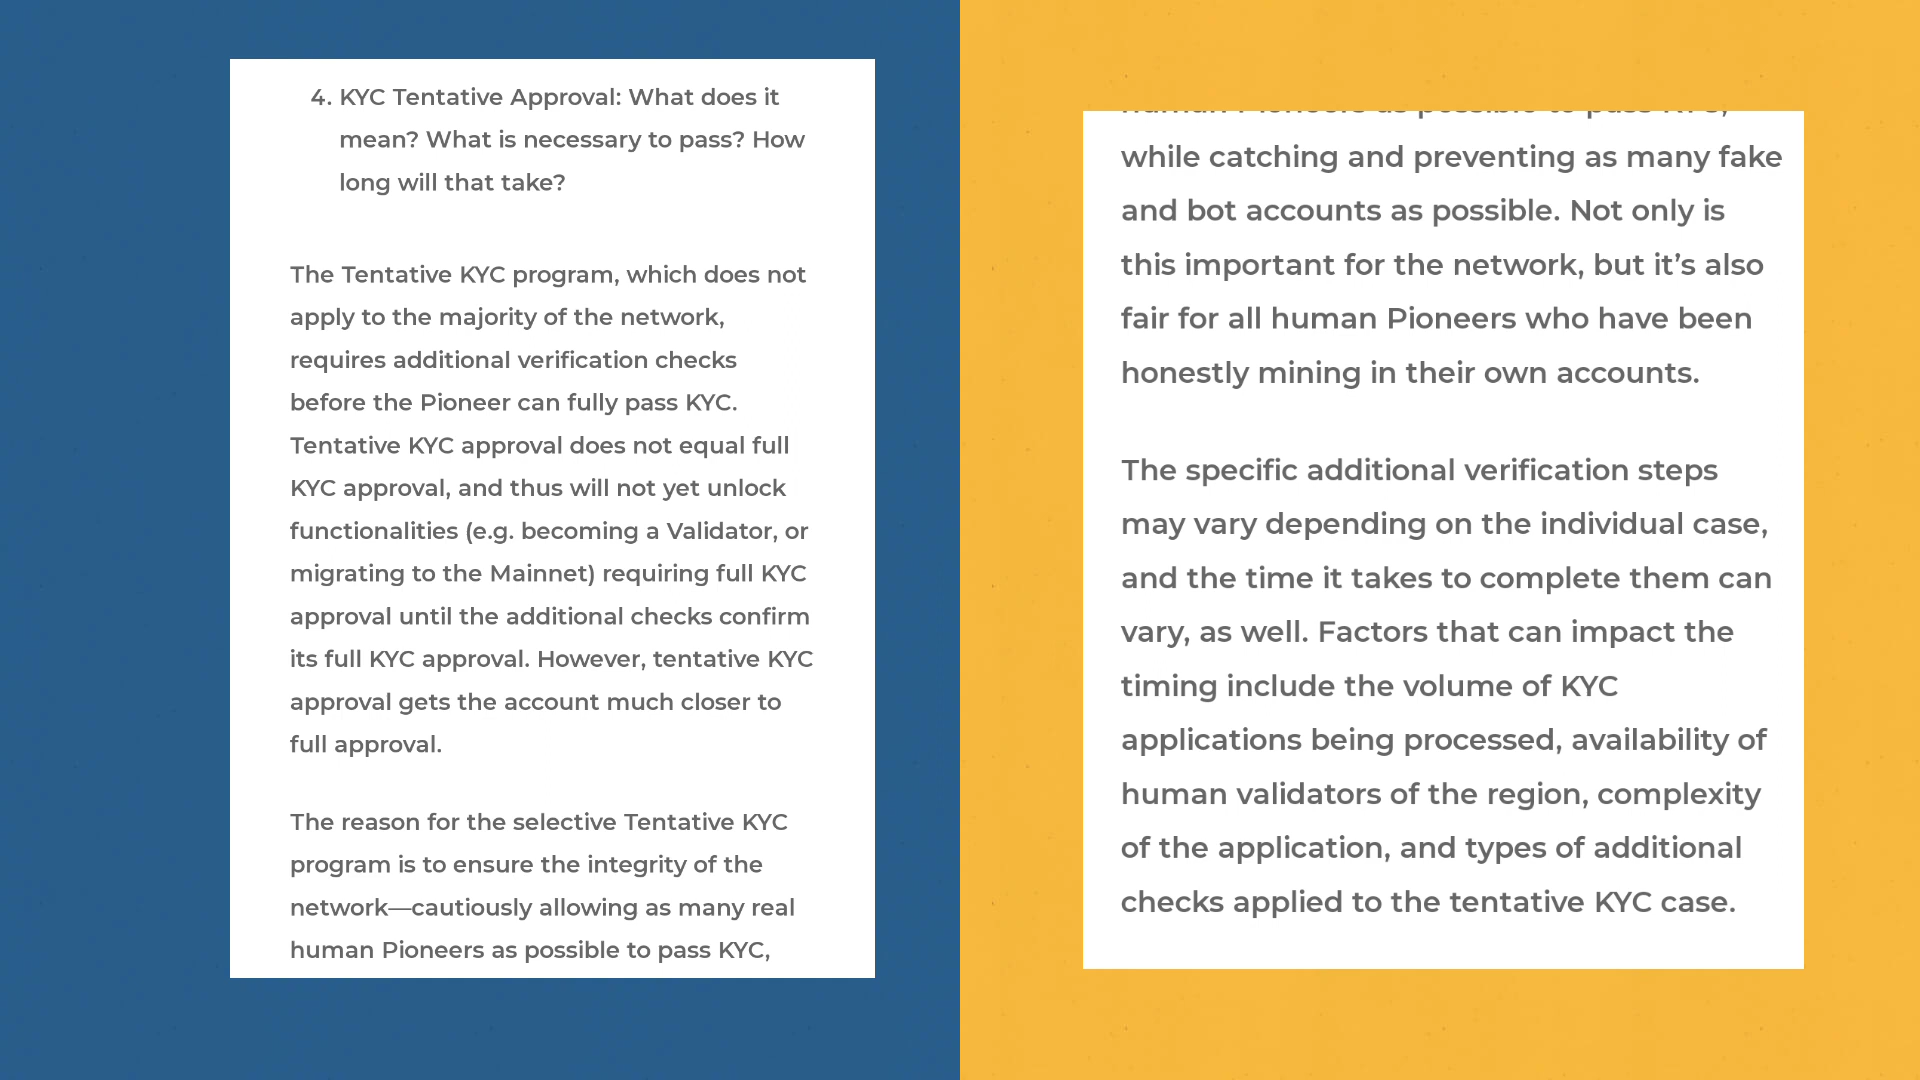 4. KYC Tentative Approval: What does it
mean? What is necessary to pass? How
long will that take?
The Tentative KYC program, which does not
apply to the majority of the network,
requires additional verification checks
before the Pioneer can fully pass KYC.
Tentative KYC approval does not equal full
KYC approval, and thus will not yet unlock
functionalities (e.g. becoming a Validator, or
migrating to the Mainnet) requiring full KYC
approval until the additional checks confirm
its full KYC approval. However, tentative KYC
approval gets the account much closer to
full approval.
The reason for the selective Tentative KYC
program is to ensure the integrity of the
network—cautiously allowing as many real
human Pioneers as possible to pass KYC,
while catching and preventing as many fake
and bot accounts as possible. Not only is
this important for the network, but it’s also
fair for all human Pioneers who have been
honestly mining in their own accounts.
The specific additional verification steps
may vary depending on the individual case,
and the time it takes to complete them can
vary, as well. Factors that can impact the
timing include the volume of KYC
applications being processed, availability of
human validators of the region, complexity
of the application, and types of additional
checks applied to the tentative KYC case.